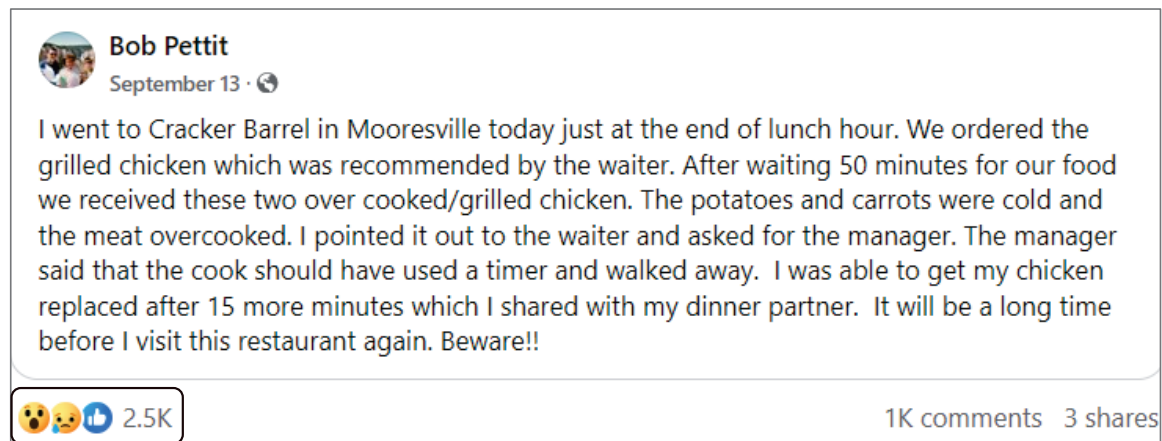 Bob Pettit
September 13 ·
I went to Cracker Barrel in Mooresville today just at the end of lunch hour. We ordered the
grilled chicken which was recommended by the waiter. After waiting 50 minutes for our food
we received these two over cooked/grilled chicken. The potatoes and carrots were cold and
the meat overcooked. I pointed it out to the waiter and asked for the manager. The manager
said that the cook should have used a timer and walked away.  I was able to get my chicken
replaced after 15 more minutes which I shared with my dinner partner.  It will be a long time
before I visit this restaurant again. Beware!!
2.5K 1K comments 3 shares